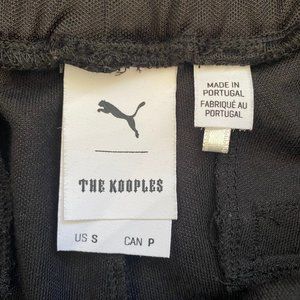 THE KOOPLES
US S
CAN P
MADE IN
PORTUGAL
FABRIQUÉ AU
PORTUGAL